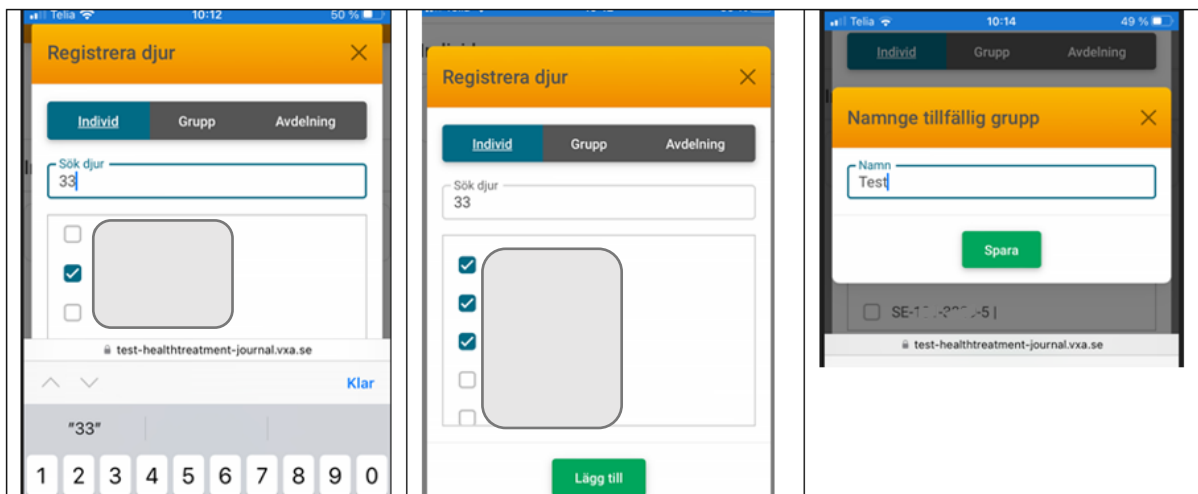 Telia 10:12 50 %
Registrera djur
Individ Grupp Avdelning
Sök djur
33
test-healthtreatment-journal.vxa.se
Klar
"33"
1 2 3 4 5 6 7 8 9 0
Registrera djur
Individ Grupp Avdelning
Sök djur
33
Lägg till
Telia 10:14 49 %
Individ Grupp Avdelning
Namnge tillfällig grupp
Namn
Test
Spara
test-healthtreatment-journal.vxa.se